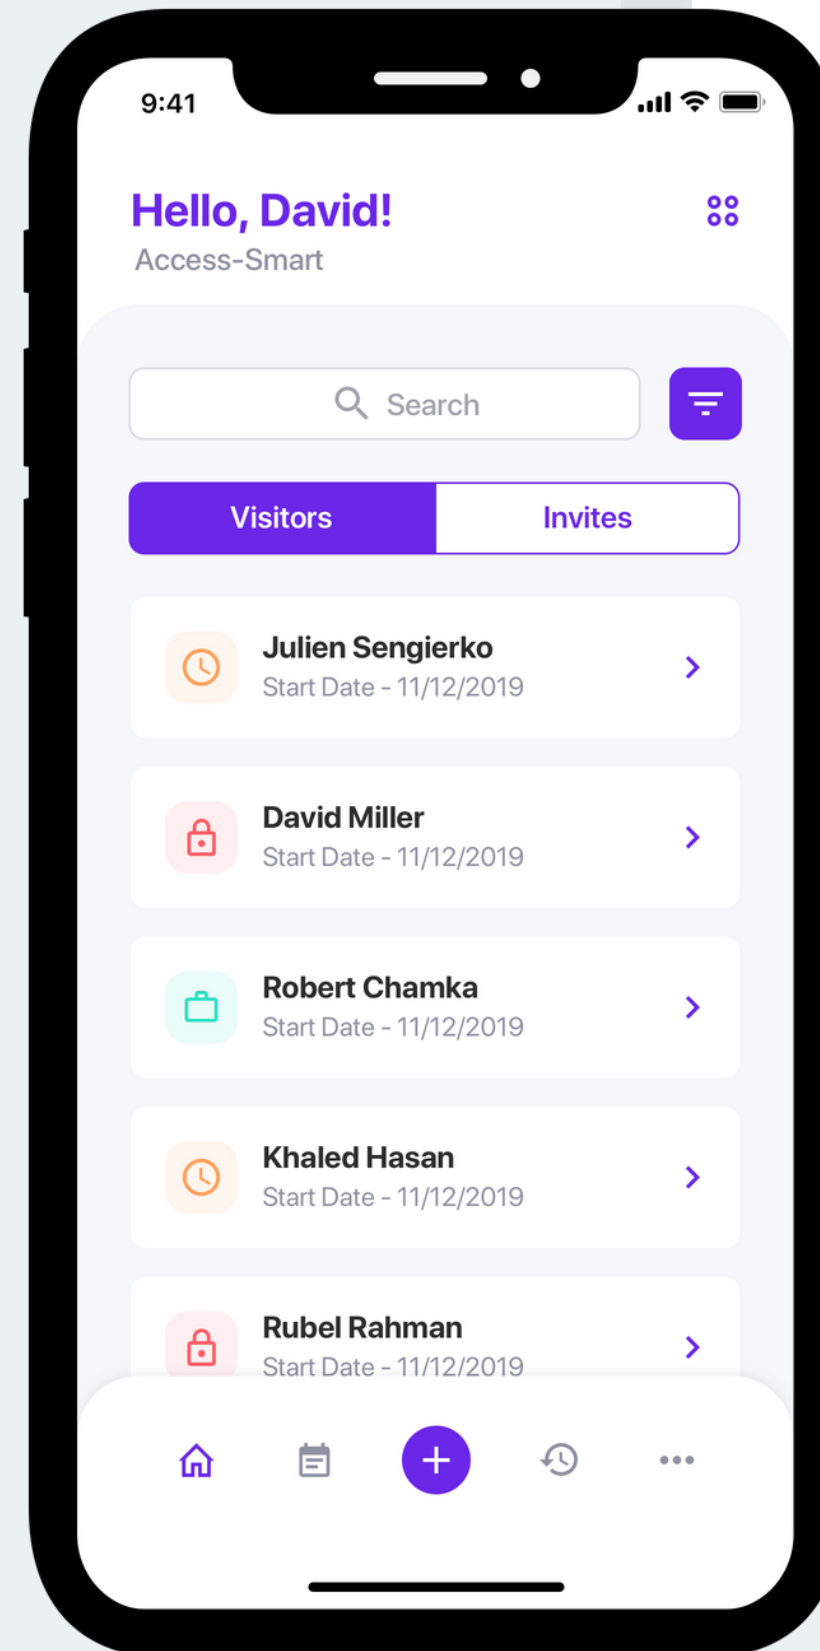 9:41
Hello, David!
Access-Smart
Search
Visitors
Invites
Julien Sengierko
Start Date - 11/12/2019
David Miller
Start Date - 11/12/2019
Robert Chamka
Start Date - 11/12/2019
Khaled Hasan
Start Date - 11/12/2019
Rubel Rahman
Start Date - 11/12/2019